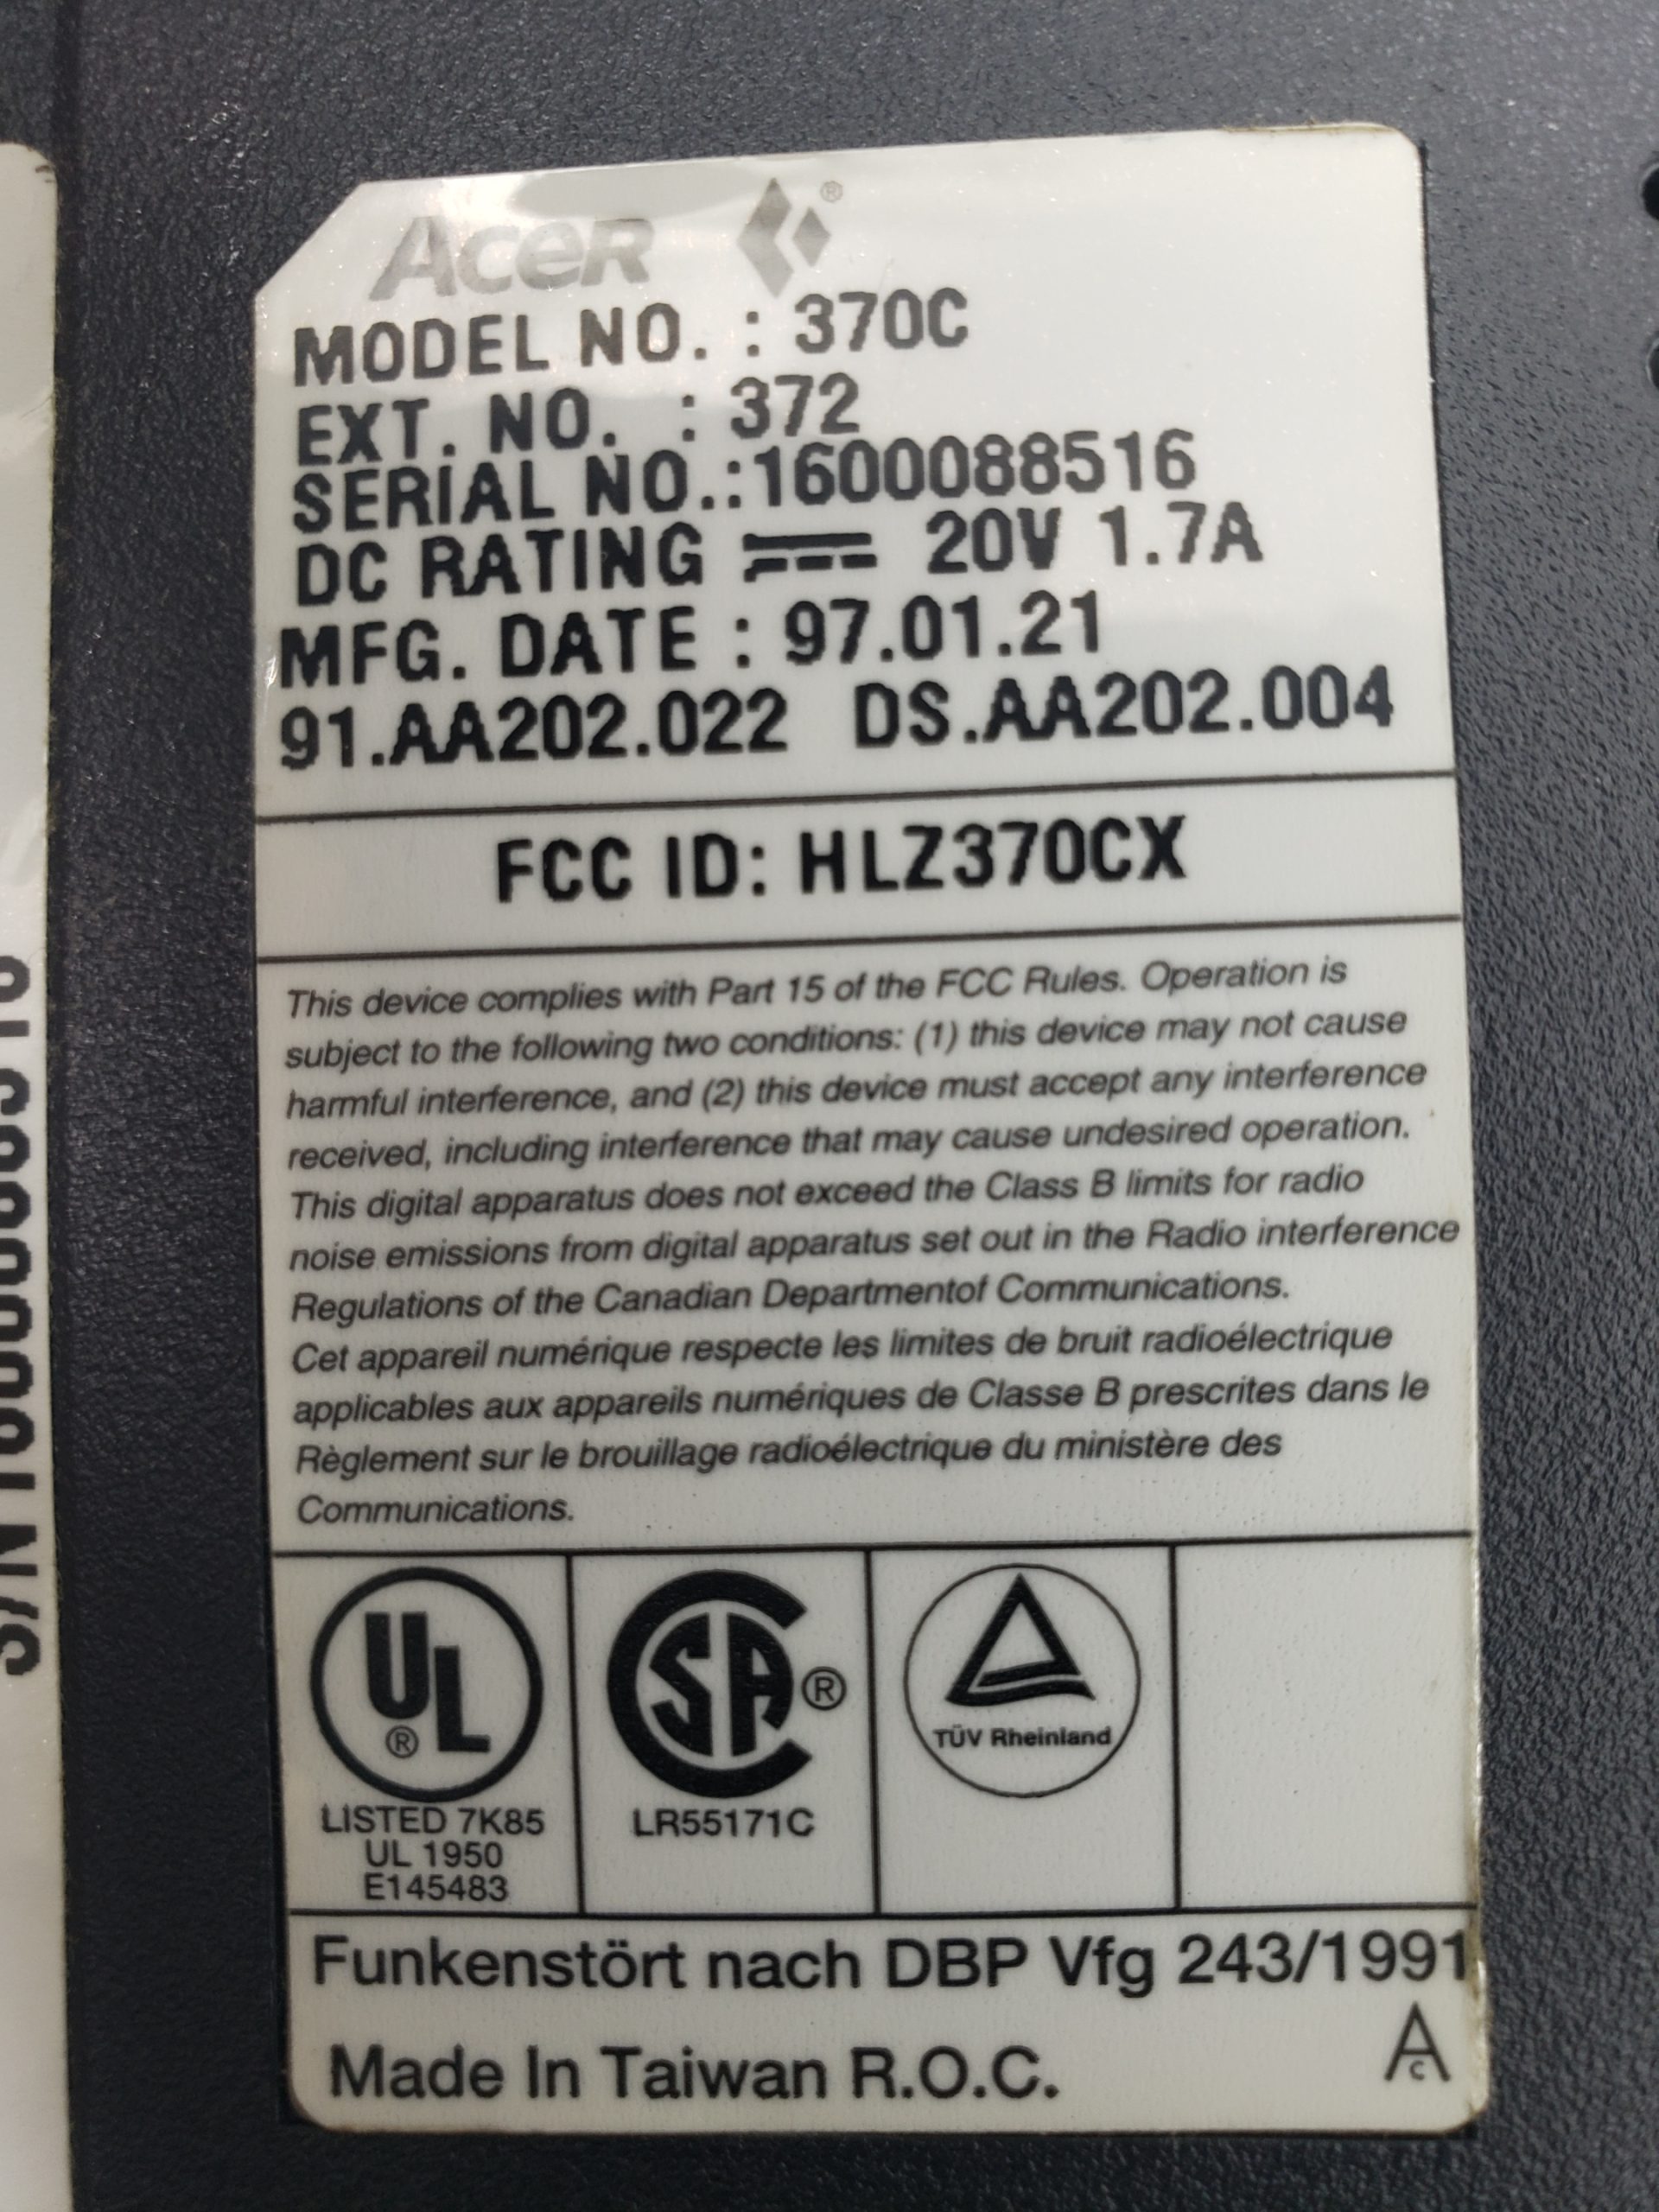 Acer ®
MODEL NO. : 370C
EXT. NO. : 372
SERIAL NO.:1600088516
DC RATING 20V 1.7A
MFG. DATE : 97.01.21
91.AA202.022 DS.AA202.004
FCC ID: HLZ370CX
This device complies with Part 15 of the FCC Rules. Operation is
subject to the following two conditions: (1) this device may not cause
harmful interference, and (2) this device must accept any interference
received, including interference that may cause undesired operation.
This digital apparatus does not exceed the Class B limits for radio
noise emissions from digital apparatus set out in the Radio interference
Regulations of the Canadian Departmentof Communications.
Cet appareil numérique respecte les limites de bruit radioélectrique
applicables aux appareils numériques de Classe B prescrites dans le
Règlement sur le brouillage radioélectrique du ministère des
Communications.
UL ®
LISTED 7K85
UL 1950
E145483
CSA ®
LR55171C
TÜV Rheinland
Funkenstört nach DBP Vfg 243/1991
Made In Taiwan R.O.C.
A
c
S/N